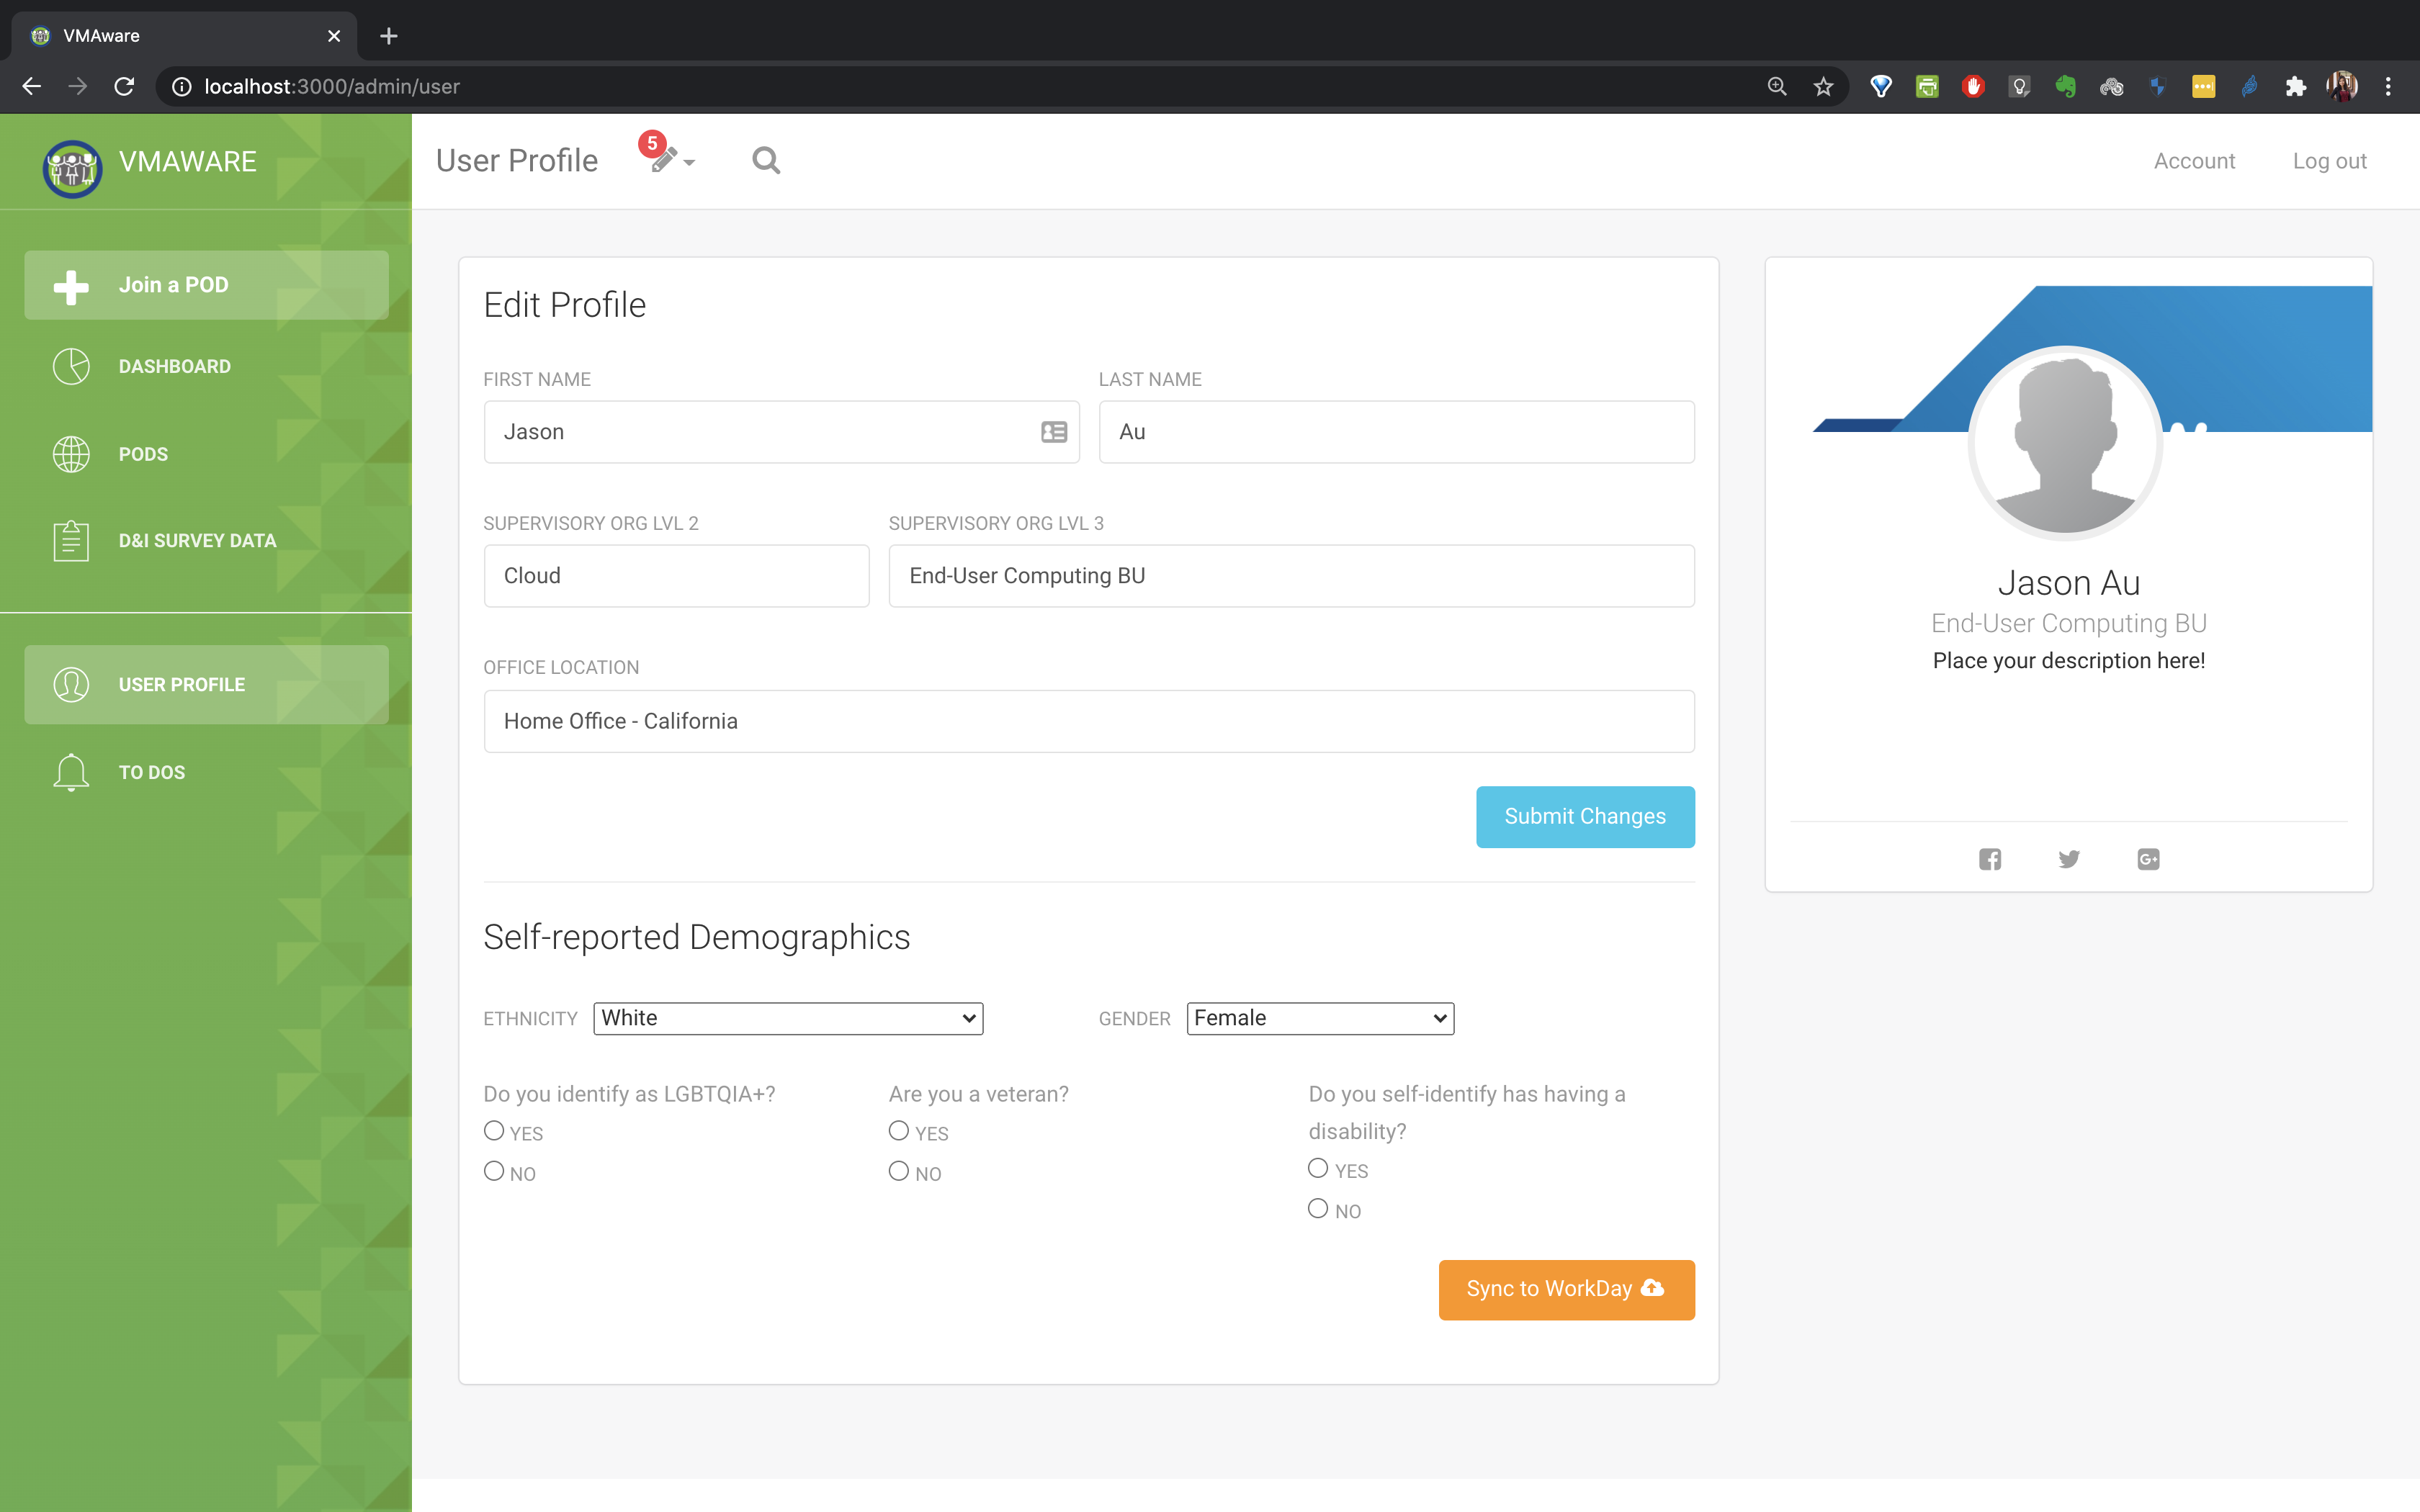 VMAware
localhost:3000/admin/user
VMAWARE
User Profile
5
Account
Log out
Join a POD
DASHBOARD
PODS
D&I SURVEY DATA
USER PROFILE
TO DOS
Edit Profile
FIRST NAME
LAST NAME
Jason
Au
SUPERVISORY ORG LVL 2
SUPERVISORY ORG LVL 3
Cloud
End-User Computing BU
OFFICE LOCATION
Home Office - California
Submit Changes
Self-reported Demographics
ETHNICITY
White
GENDER
Female
Do you identify as LGBTQIA+?
YES
NO
Are you a veteran?
YES
NO
Do you self-identify has having a
disability?
YES
NO
Sync to WorkDay
Jason Au
End-User Computing BU
Place your description here!
G+